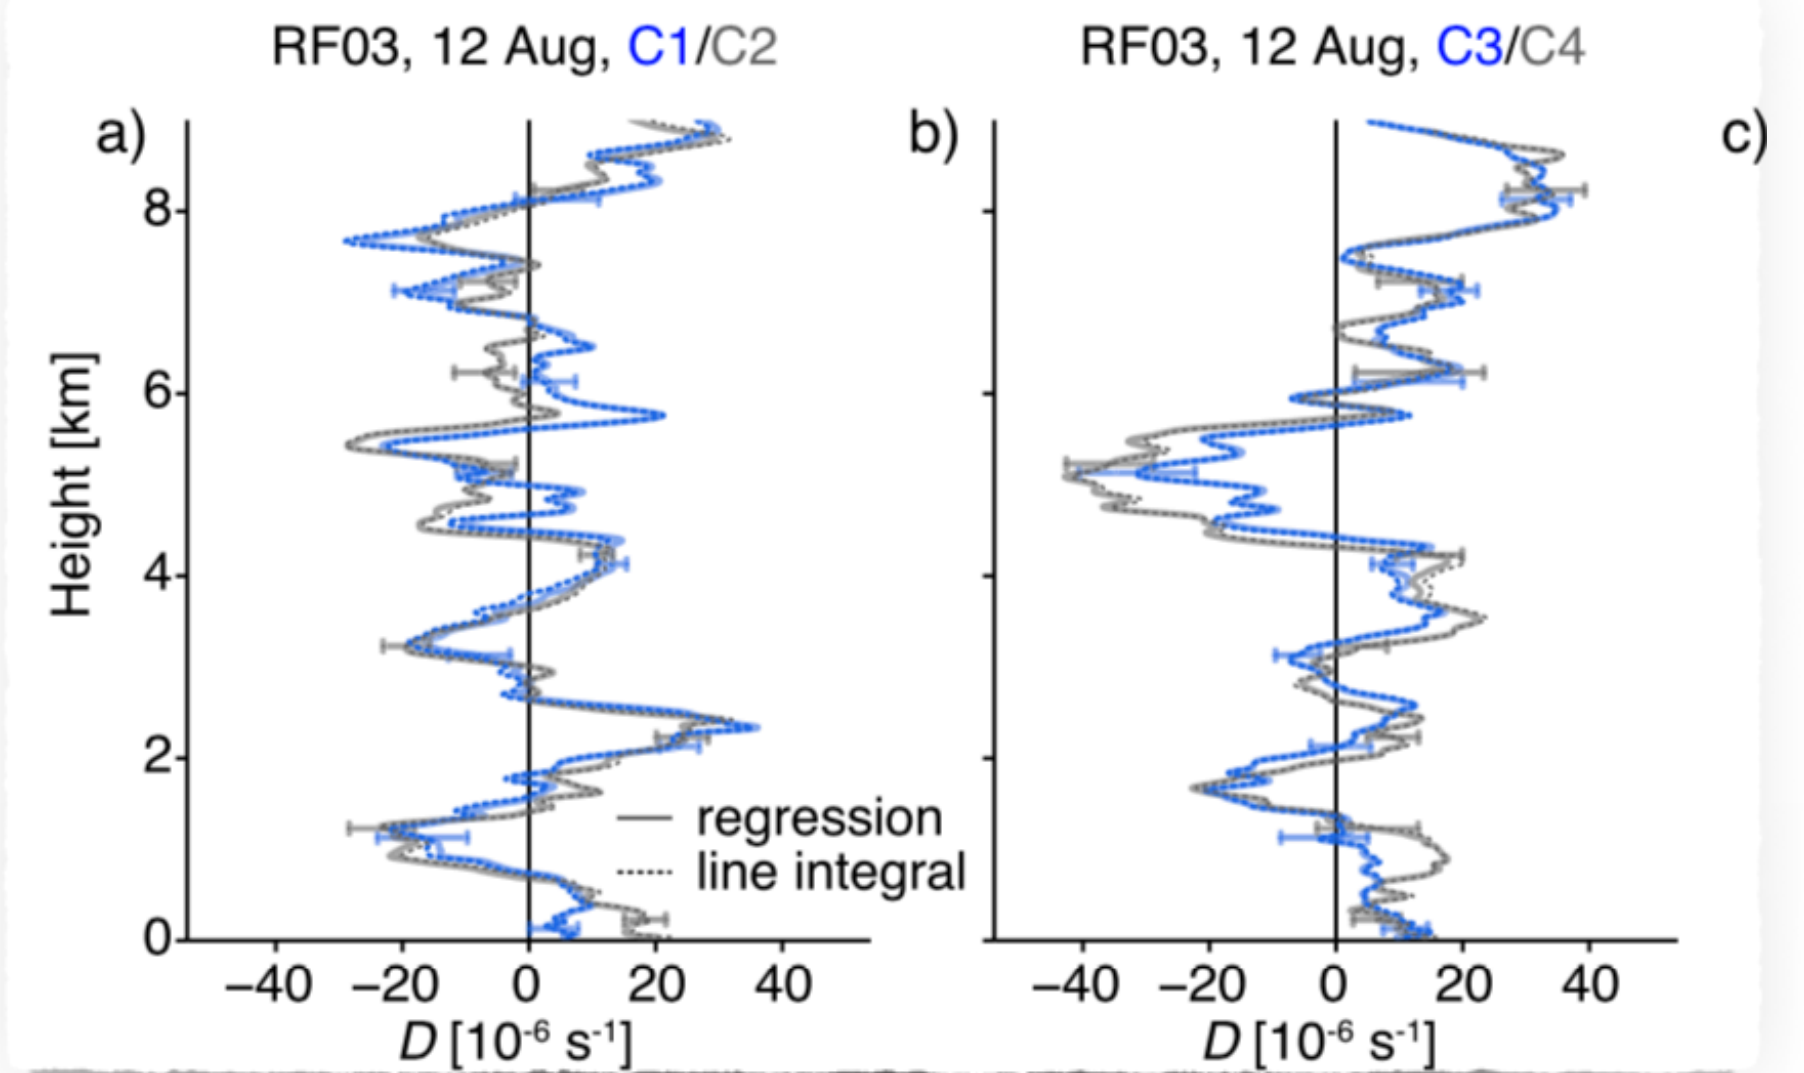 RF03, 12 Aug, C1/C2
RF03, 12 Aug, C3/C4
a)
b)
c)
Height [km]
8
6
4
2
0
regression
line integral
−40 −20 0 20 40
−40 −20 0 20 40
D [10⁻⁶ s⁻¹]
D [10⁻⁶ s⁻¹]